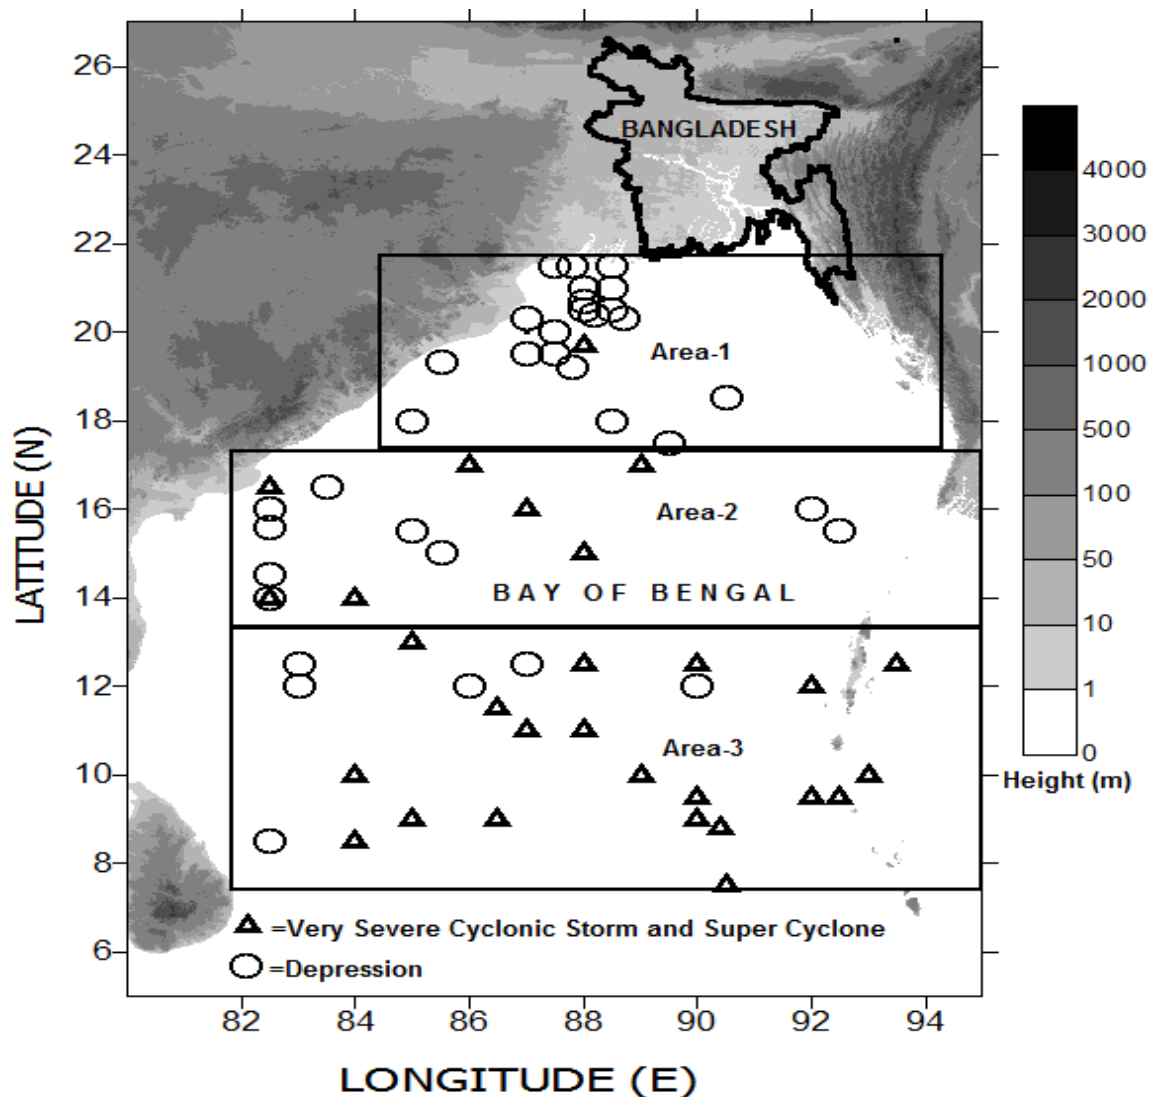 26
BANGLADESH
24
4000
22
3000
2000
20
Area-1
1000
18
500
100
16
Area-2
50
BAY OF BENGAL
14
10
12
1
Area-3
10
0
Height (m)
8
=Very Severe Cyclonic Storm and Super Cyclone
6
=Depression
82 84 86 88 90 92 94
LONGITUDE (E)
LATITUDE (N)